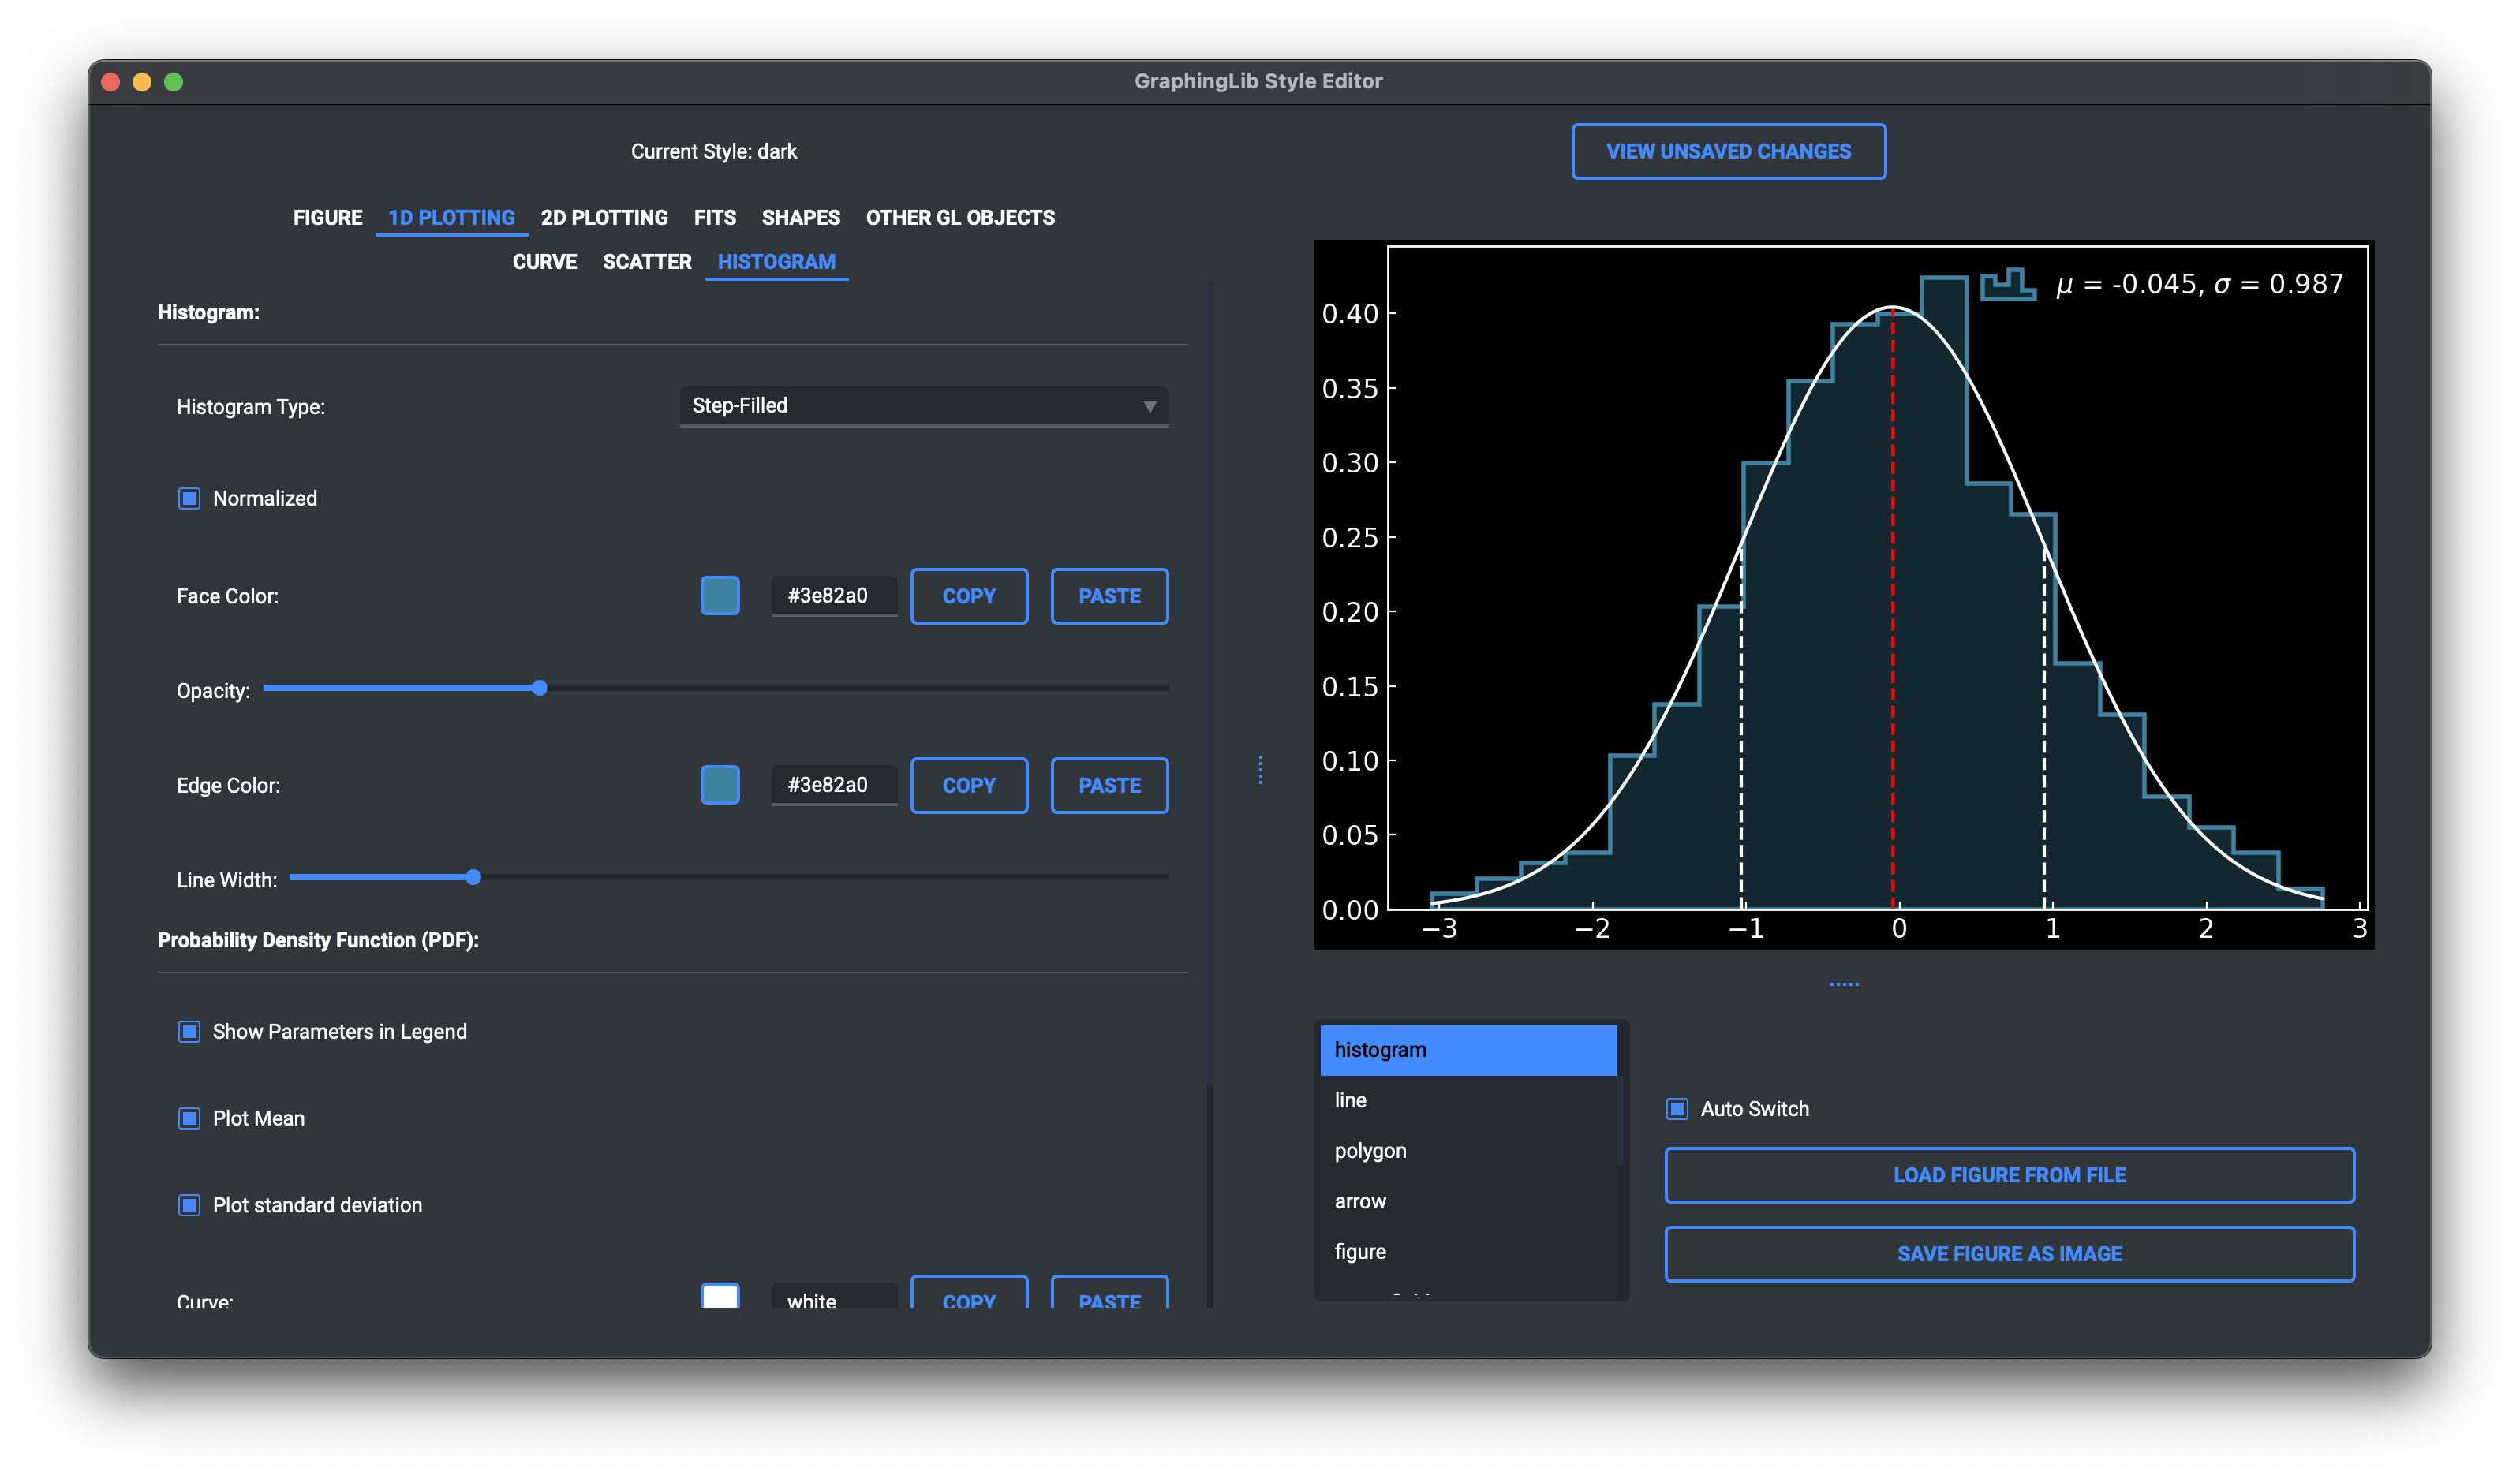 GraphingLib Style Editor
Current Style: dark
VIEW UNSAVED CHANGES
FIGURE 1D PLOTTING 2D PLOTTING FITS SHAPES OTHER GL OBJECTS
CURVE SCATTER HISTOGRAM
Histogram:
Histogram Type: Step-Filled
Normalized
Face Color: #3e82a0 COPY PASTE
Opacity:
Edge Color: #3e82a0 COPY PASTE
Line Width:
Probability Density Function (PDF):
Show Parameters in Legend
Plot Mean
Plot standard deviation
Curve: white COPY PASTE
μ = -0.045, σ = 0.987
0.40
0.35
0.30
0.25
0.20
0.15
0.10
0.05
0.00
−3 −2 −1 0 1 2 3
histogram
line
polygon
arrow
figure
Auto Switch
LOAD FIGURE FROM FILE
SAVE FIGURE AS IMAGE